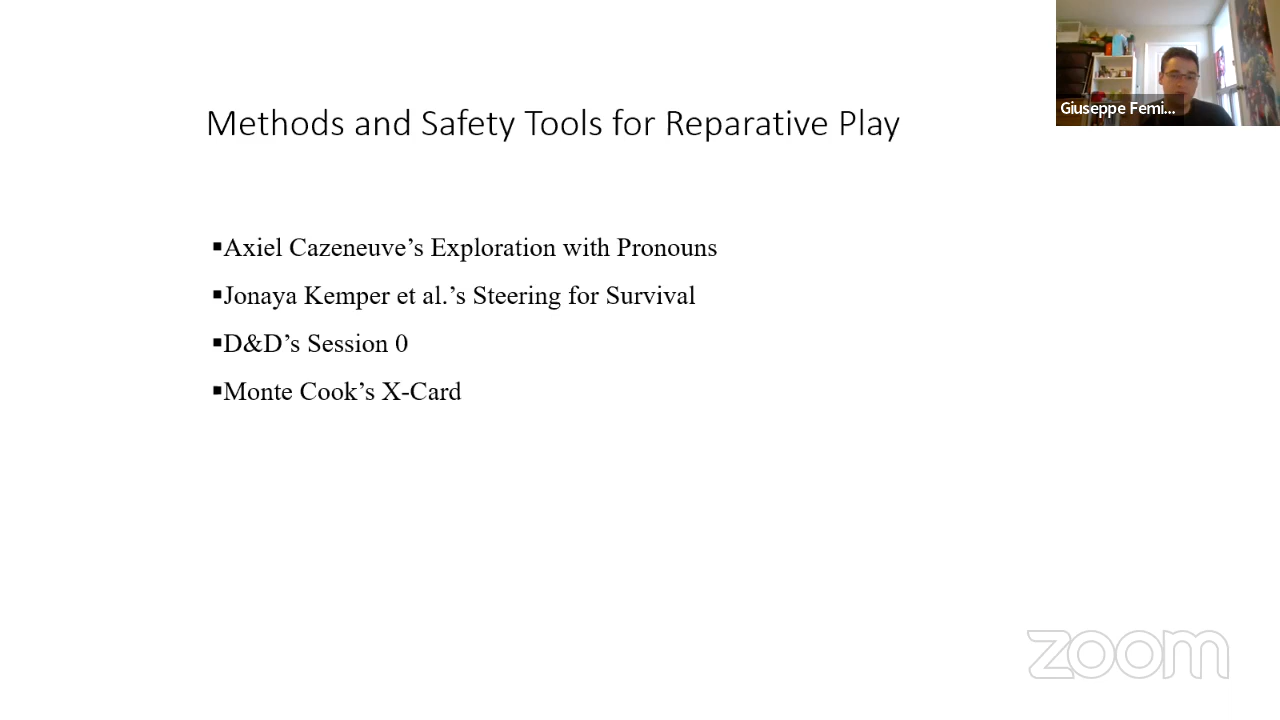 Giuseppe Femi...
Methods and Safety Tools for Reparative Play
▪Axiel Cazeneuve’s Exploration with Pronouns
▪Jonaya Kemper et al.’s Steering for Survival
▪D&D’s Session 0
▪Monte Cook’s X-Card
zoom